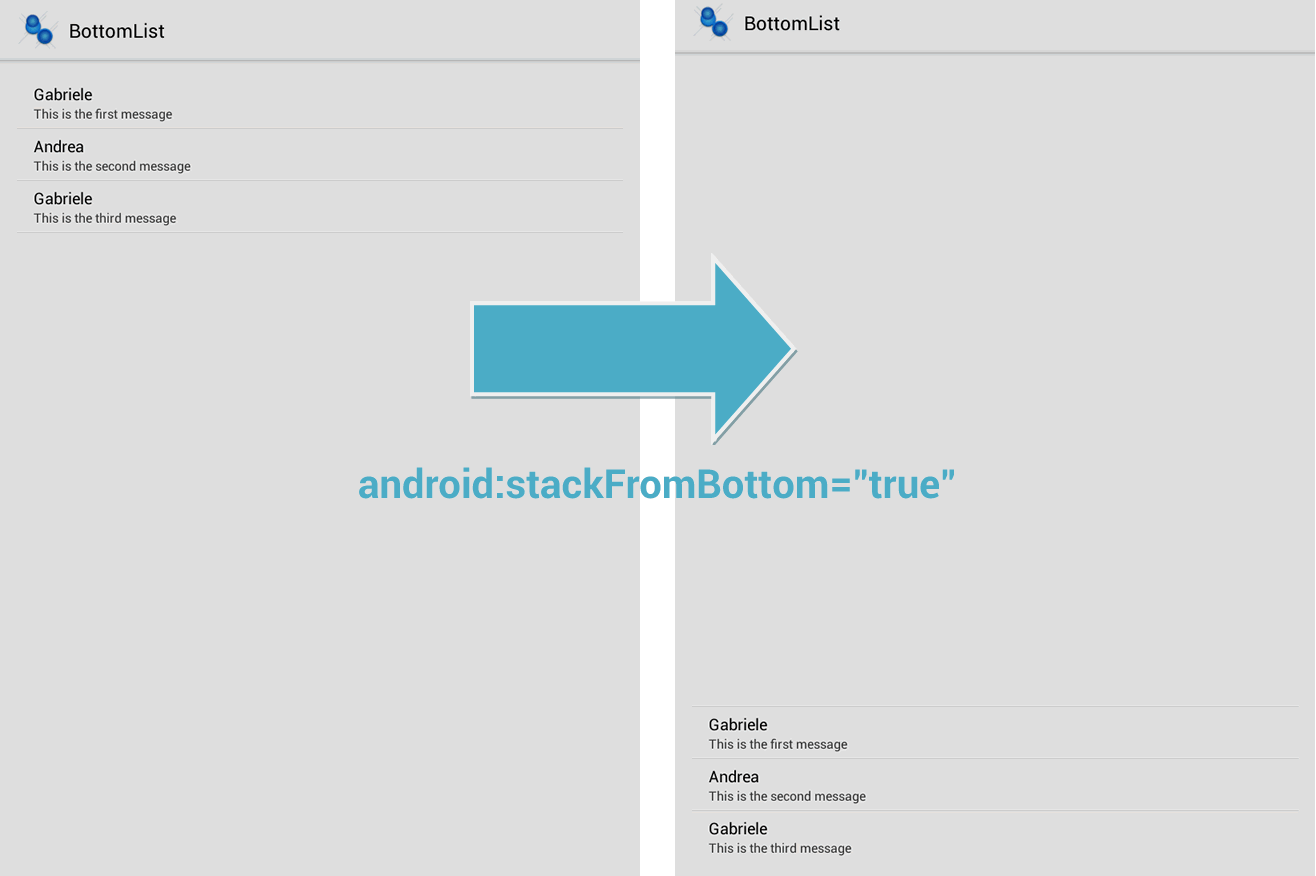 BottomList
Gabriele
This is the first message
Andrea
This is the second message
Gabriele
This is the third message
BottomList
android:stackFromBottom="true"
Gabriele
This is the first message
Andrea
This is the second message
Gabriele
This is the third message